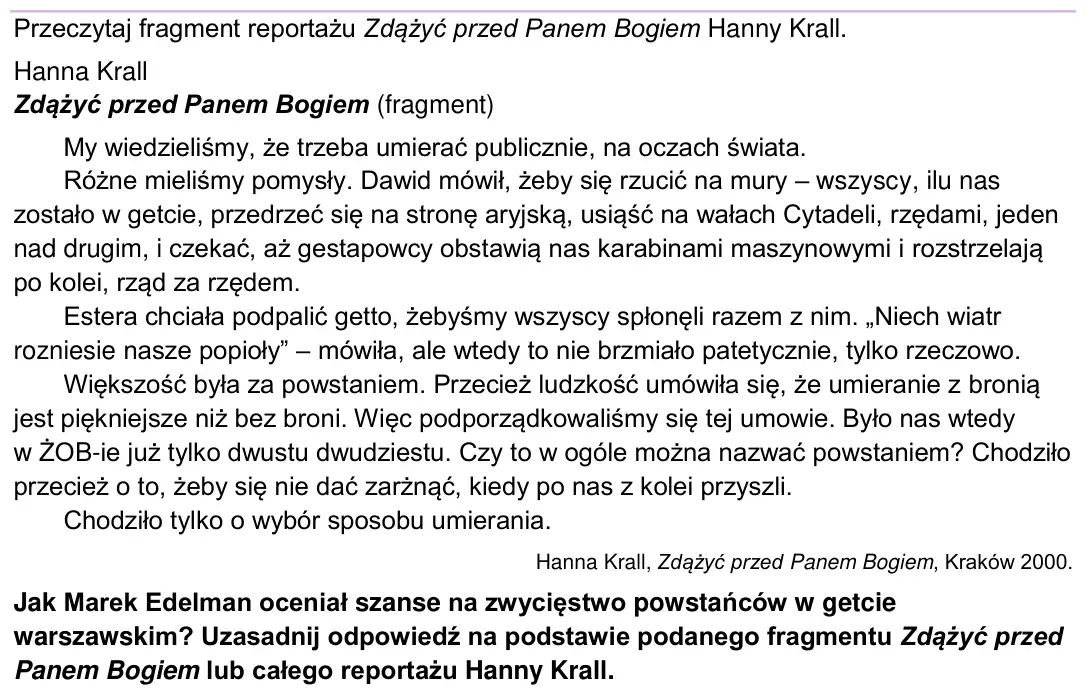 Przeczytaj fragment reportażu Zdążyć przed Panem Bogiem Hanny Krall.
Hanna Krall
Zdążyć przed Panem Bogiem (fragment)
My wiedzieliśmy, że trzeba umierać publicznie, na oczach świata.
Różne mieliśmy pomysły. Dawid mówił, żeby się rzucić na mury – wszyscy, ilu nas
zostało w getcie, przedrzeć się na stronę aryjską, usiąść na wałach Cytadeli, rzędami, jeden
nad drugim, i czekać, aż gestapowcy obstawią nas karabinami maszynowymi i rozstrzelają
po kolei, rząd za rzędem.
Estera chciała podpalić getto, żebyśmy wszyscy spłonęli razem z nim. „Niech wiatr
rozniesie nasze popioły” – mówiła, ale wtedy to nie brzmiało patetycznie, tylko rzeczowo.
Większość była za powstaniem. Przecież ludzkość umówiła się, że umieranie z bronią
jest piękniejsze niż bez broni. Więc podporządkowaliśmy się tej umowie. Było nas wtedy
w ŻOB-ie już tylko dwustu dwudziestu. Czy to w ogóle można nazwać powstaniem? Chodziło
przecież o to, żeby się nie dać zarżnąć, kiedy po nas z kolei przyszli.
Chodziło tylko o wybór sposobu umierania.
Hanna Krall, Zdążyć przed Panem Bogiem, Kraków 2000.
Jak Marek Edelman oceniał szanse na zwycięstwo powstańców w getcie
warszawskim? Uzasadnij odpowiedź na podstawie podanego fragmentu Zdążyć przed
Panem Bogiem lub całego reportażu Hanny Krall.